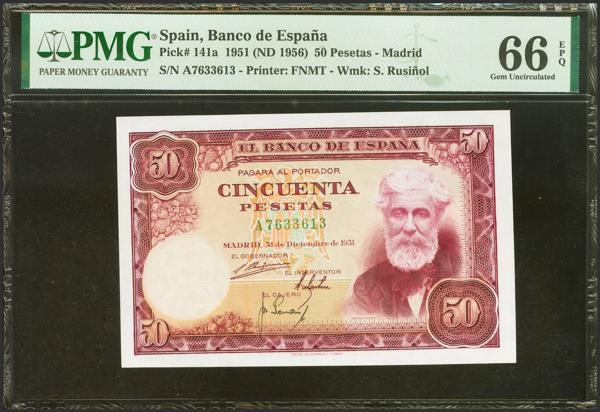 PMG
PAPER MONEY GUARANTY
Spain, Banco de España
Pick# 141a 1951 (ND 1956) 50 Pesetas - Madrid
S/N A7633613 - Printer: FNMT - Wmk: S. Rusiñol
66 EPQ
Gem Uncirculated
50
50
EL BANCO DE ESPAÑA
PAGARA AL PORTADOR
CINCUENTA
PESETAS
A7633613
MADRID, 31 de Diciembre de 1951
EL GOBERNADOR
EL INTERVENTOR
EL CAJERO
50
50